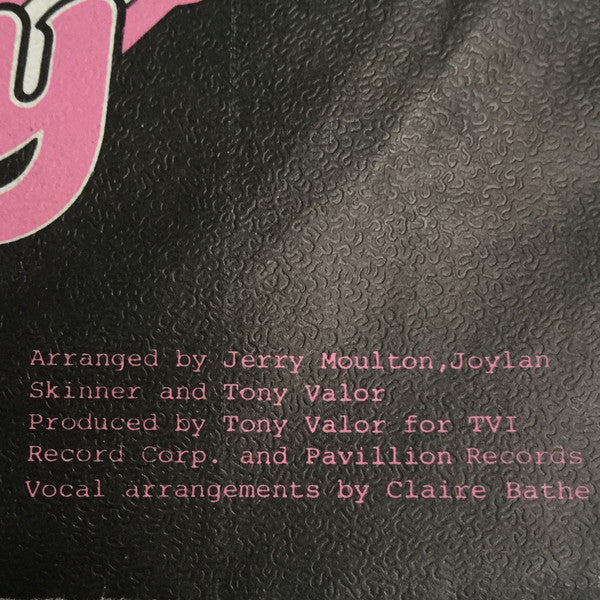 y
Arranged by Jerry Moulton,Joylan
Skinner and Tony Valor
Produced by Tony Valor for TVI
Record Corp. and Pavillion Records
Vocal arrangements by Claire Bathe